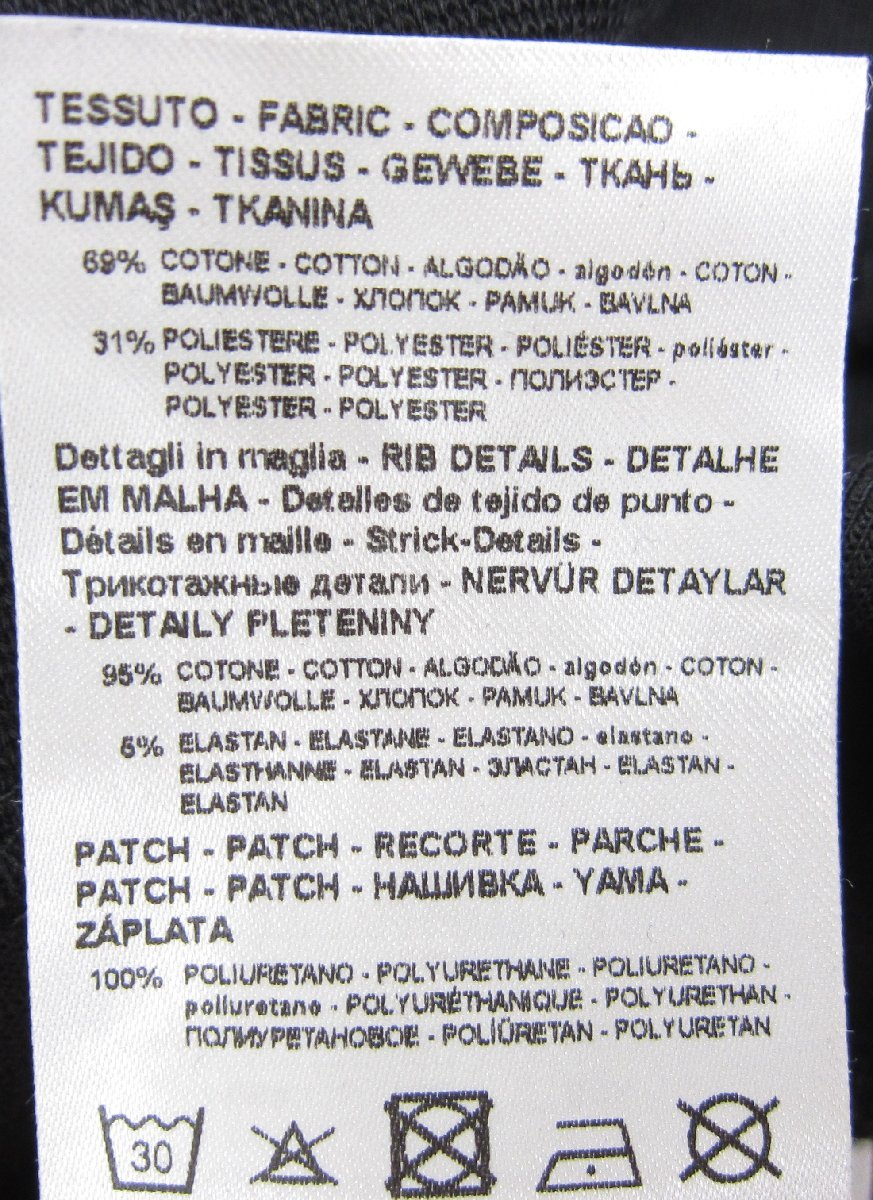 TESSUTO - FABRIC - COMPOSICAO -
TEJIDO - TISSUS - GEWEBE - ТКАНЬ -
KUMAŞ - TKANINA
69% COTONE - COTTON - ALGODÃO - algodón - COTON -
BAUMWOLLE - ХЛОПОК - PAMUK - BAVLNA
31% POLIESTERE - POLYESTER - POLIÉSTER - poliéster -
POLYESTER - POLYESTER - ПОЛИЭСТЕР -
POLYESTER - POLYESTER
Dettagli in maglia - RIB DETAILS - DETALHE
EM MALHA - Detalles de tejido de punto -
Détails en maille - Strick-Details -
Трикотажные детали - NERVÜR DETAYLAR
- DETAILY PLETENINY
95% COTONE - COTTON - ALGODÃO - algodón - COTON -
BAUMWOLLE - ХЛОПОК - PAMUK - BAVLNA
5% ELASTAN - ELASTANE - ELASTANO - elastano -
ELASTHANNE - ELASTAN - ЭЛАСТАН - ELASTAN -
ELASTAN
PATCH - PATCH - RECORTE - PARCHE -
PATCH - PATCH - НАШИВКА - YAMA -
ZÁPLATA
100% POLIURETANO - POLYURETHANE - POLIURETANO -
poliuretano - POLYURÉTHANIQUE - POLYURETHAN -
ПОЛИУРЕТАНОВОЕ - POLİÜRETAN - POLYURETAN
30